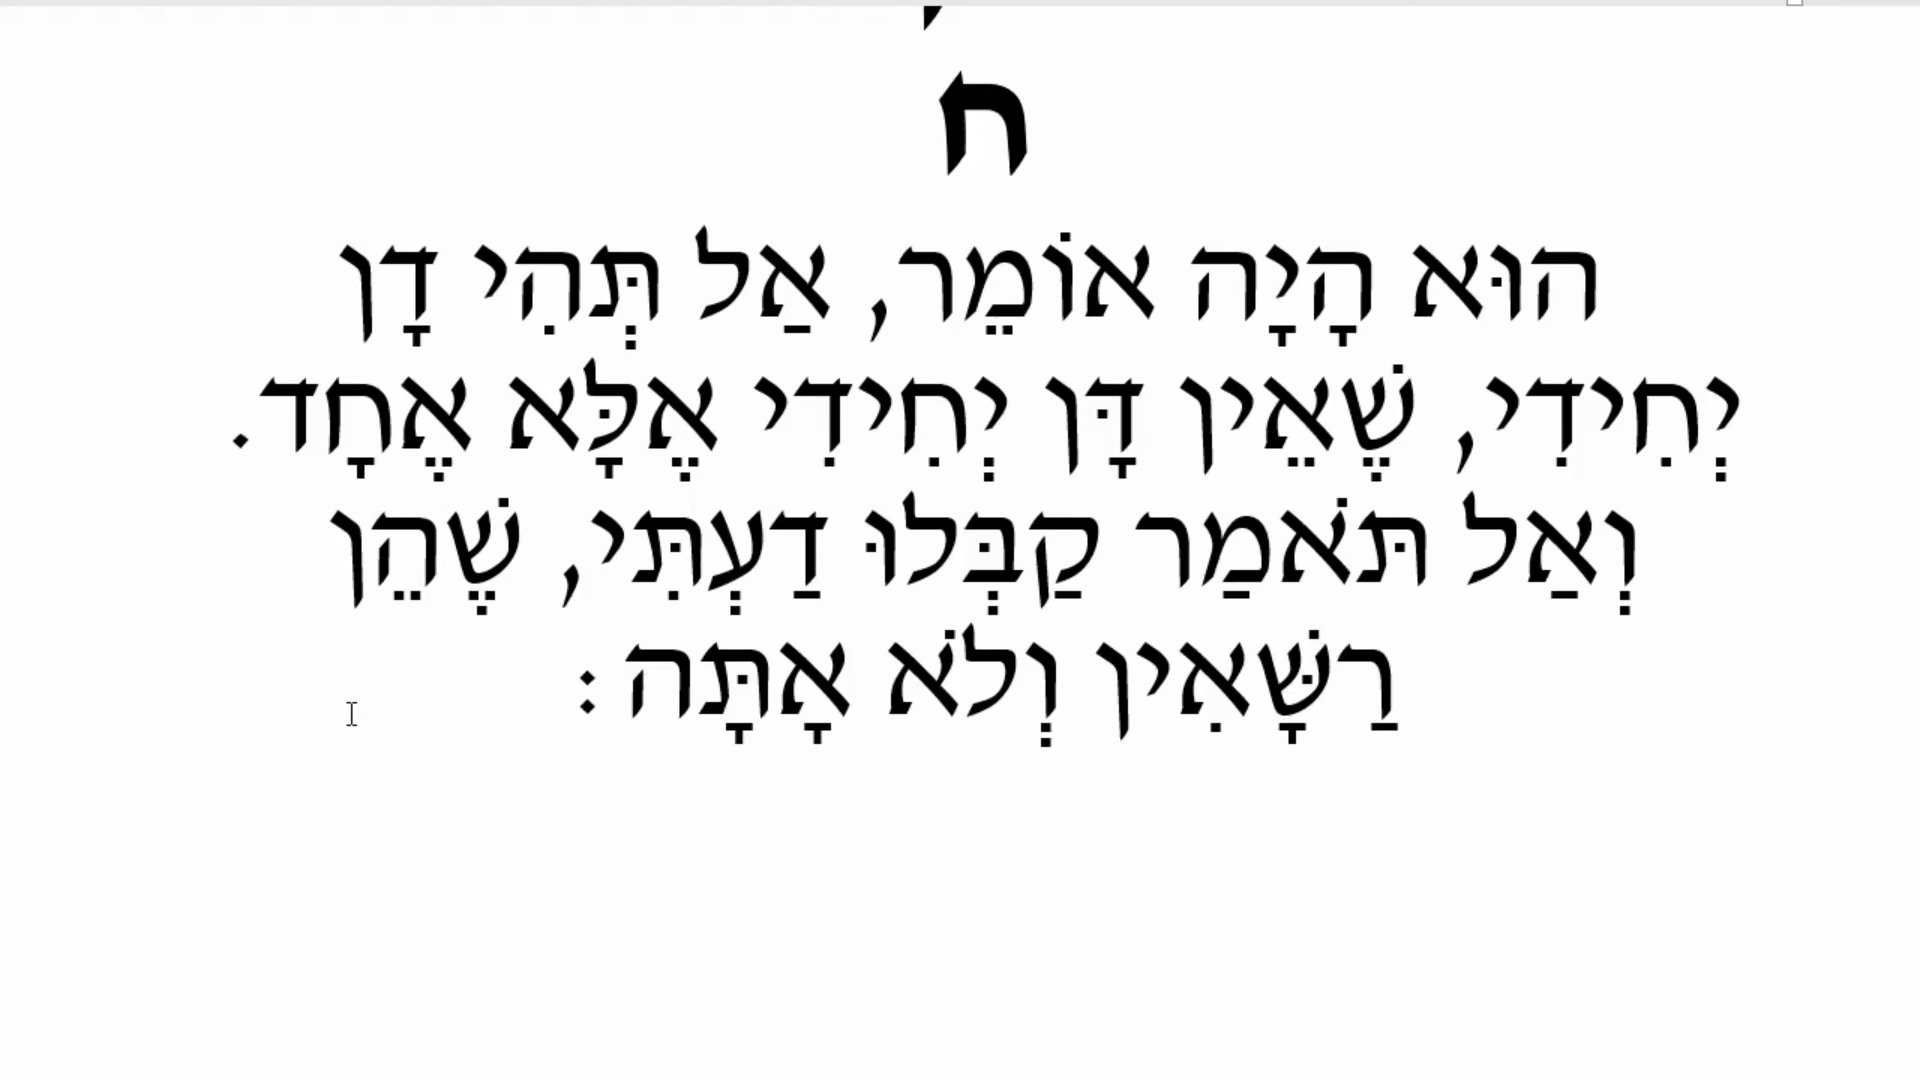 ח
הוּא הָיָה אוֹמֵר, אַל תְּהִי דָן
יְחִידִי, שֶׁאֵין דָּן יְחִידִי אֶלָּא אֶחָד.
וְאַל תֹּאמַר קַבְּלוּ דַעְתִּי, שֶׁהֵן
רַשָּׁאִין וְלֹא אָתָּה: